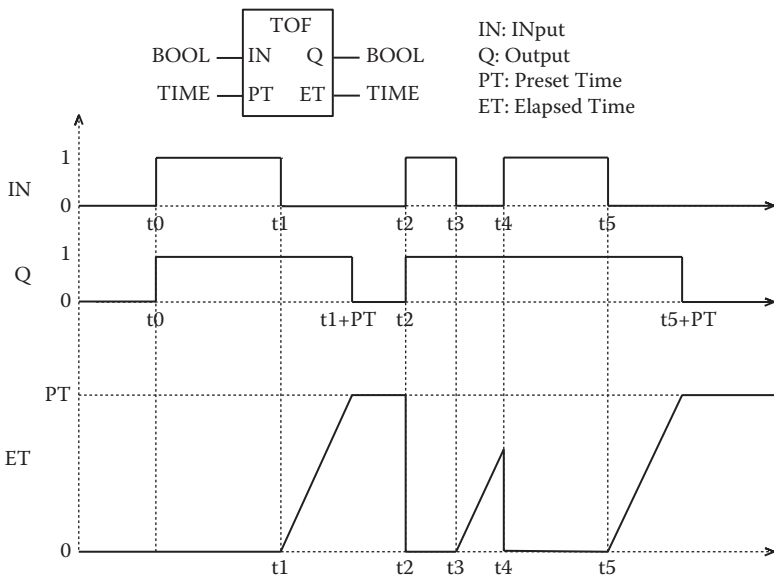 TOF
BOOL IN Q BOOL
TIME PT ET TIME
IN: INput
Q: Output
PT: Preset Time
ET: Elapsed Time
1
IN
0
t0 t1 t2 t3 t4 t5
1
Q
0
t0 t1+PT t2 t5+PT
PT
ET
0
t1 t2 t3 t4 t5